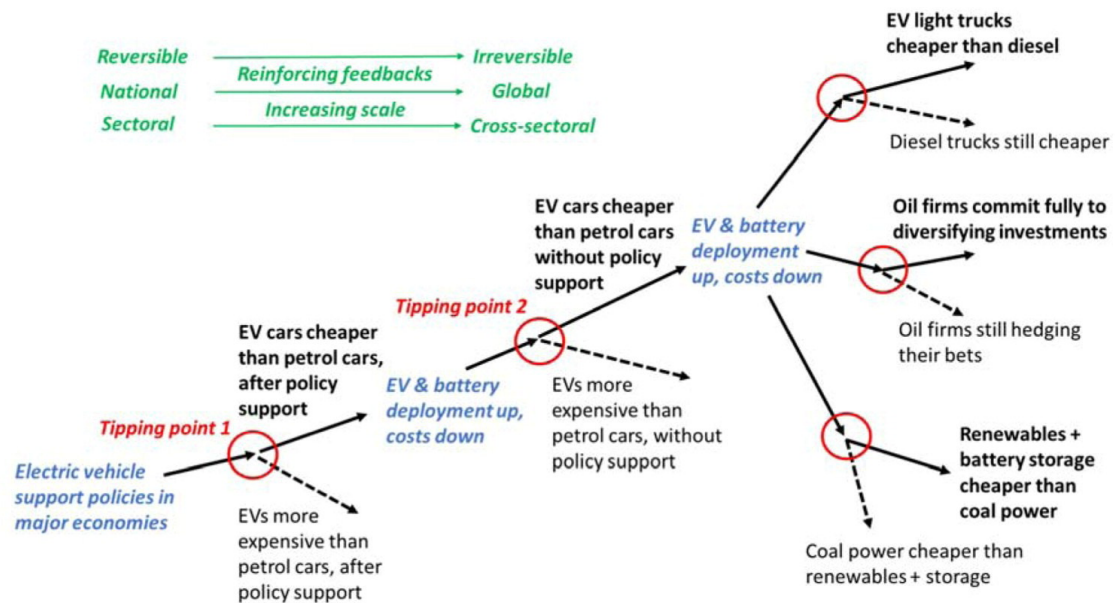 Reversible
Irreversible
Reinforcing feedbacks
National
Global
Increasing scale
Sectoral
Cross-sectoral
EV light trucks
cheaper than diesel
Diesel trucks still cheaper
Oil firms commit fully to
diversifying investments
Oil firms still hedging
their bets
EV & battery
deployment
up, costs down
EV cars cheaper
than petrol cars
without policy
support
Tipping point 2
EVs more
expensive than
petrol cars, without
policy support
EV cars cheaper
than petrol cars,
after policy
support
EV & battery
deployment up,
costs down
Tipping point 1
Electric vehicle
support policies in
major economies
EVs more
expensive than
petrol cars, after
policy support
Renewables +
battery storage
cheaper than
coal power
Coal power cheaper than
renewables + storage